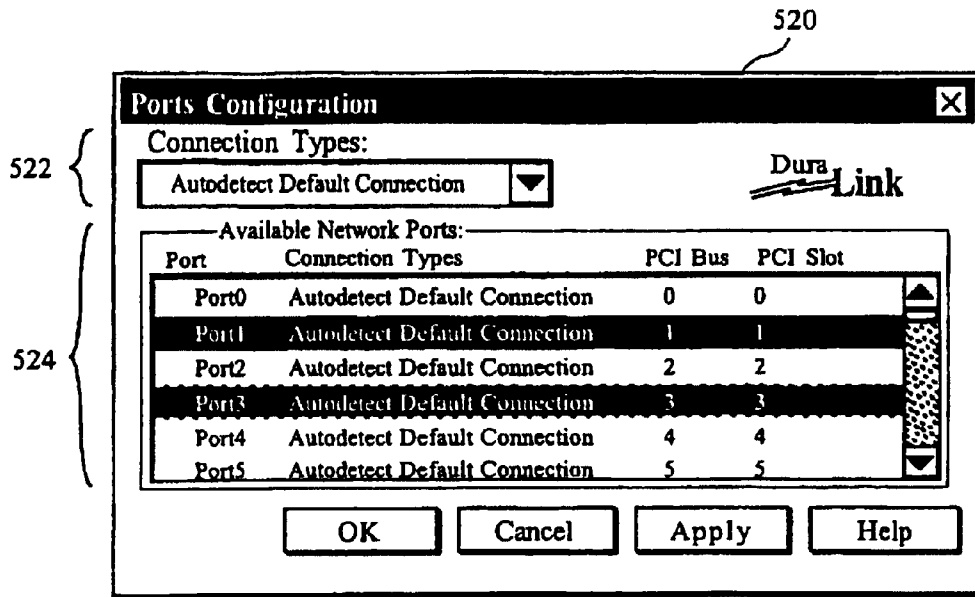 520
Ports Configuration
522
Connection Types:
Autodetect Default Connection
Dura Link
524
Available Network Ports:
Port Connection Types PCI Bus PCI Slot
Port0 Autodetect Default Connection 0 0
Port1 Autodetect Default Connection 1 1
Port2 Autodetect Default Connection 2 2
Port3 Autodetect Default Connection 3 3
Port4 Autodetect Default Connection 4 4
Port5 Autodetect Default Connection 5 5
OK Cancel Apply Help